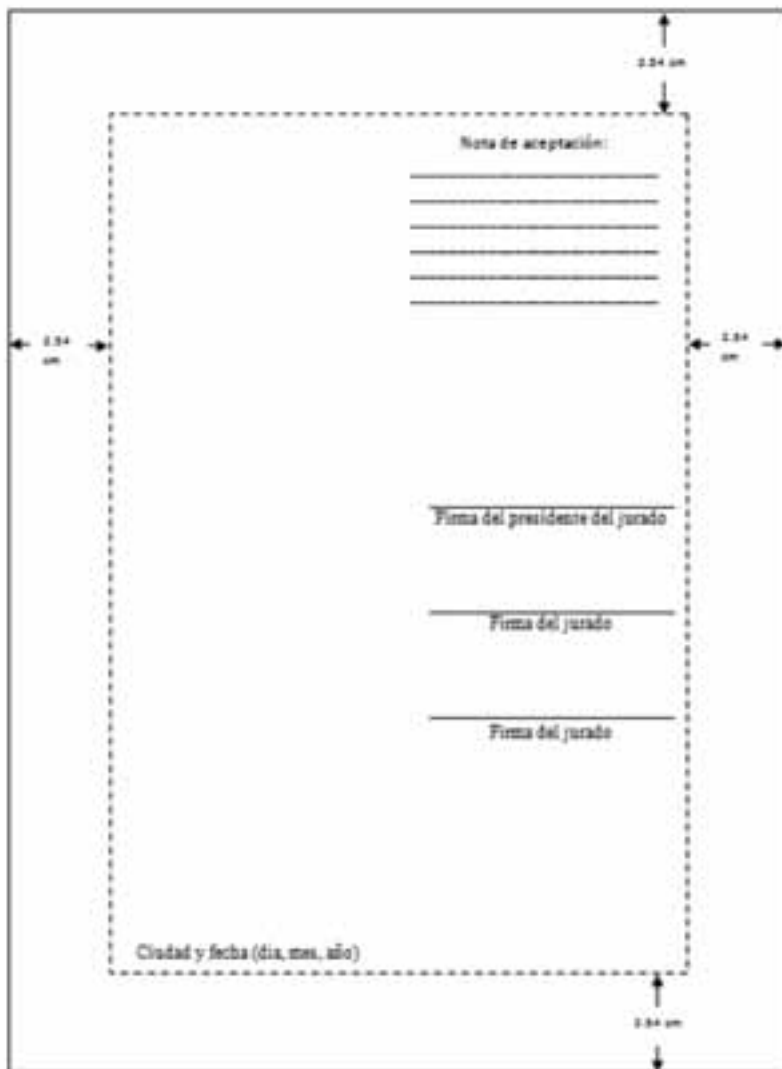 2.54 cm
Nota de aceptación:
2.54
cm
2.54
cm
Firma del presidente del jurado
Firma del jurado
Firma del jurado
Ciudad y fecha (dia, mes, año)
2.54 cm